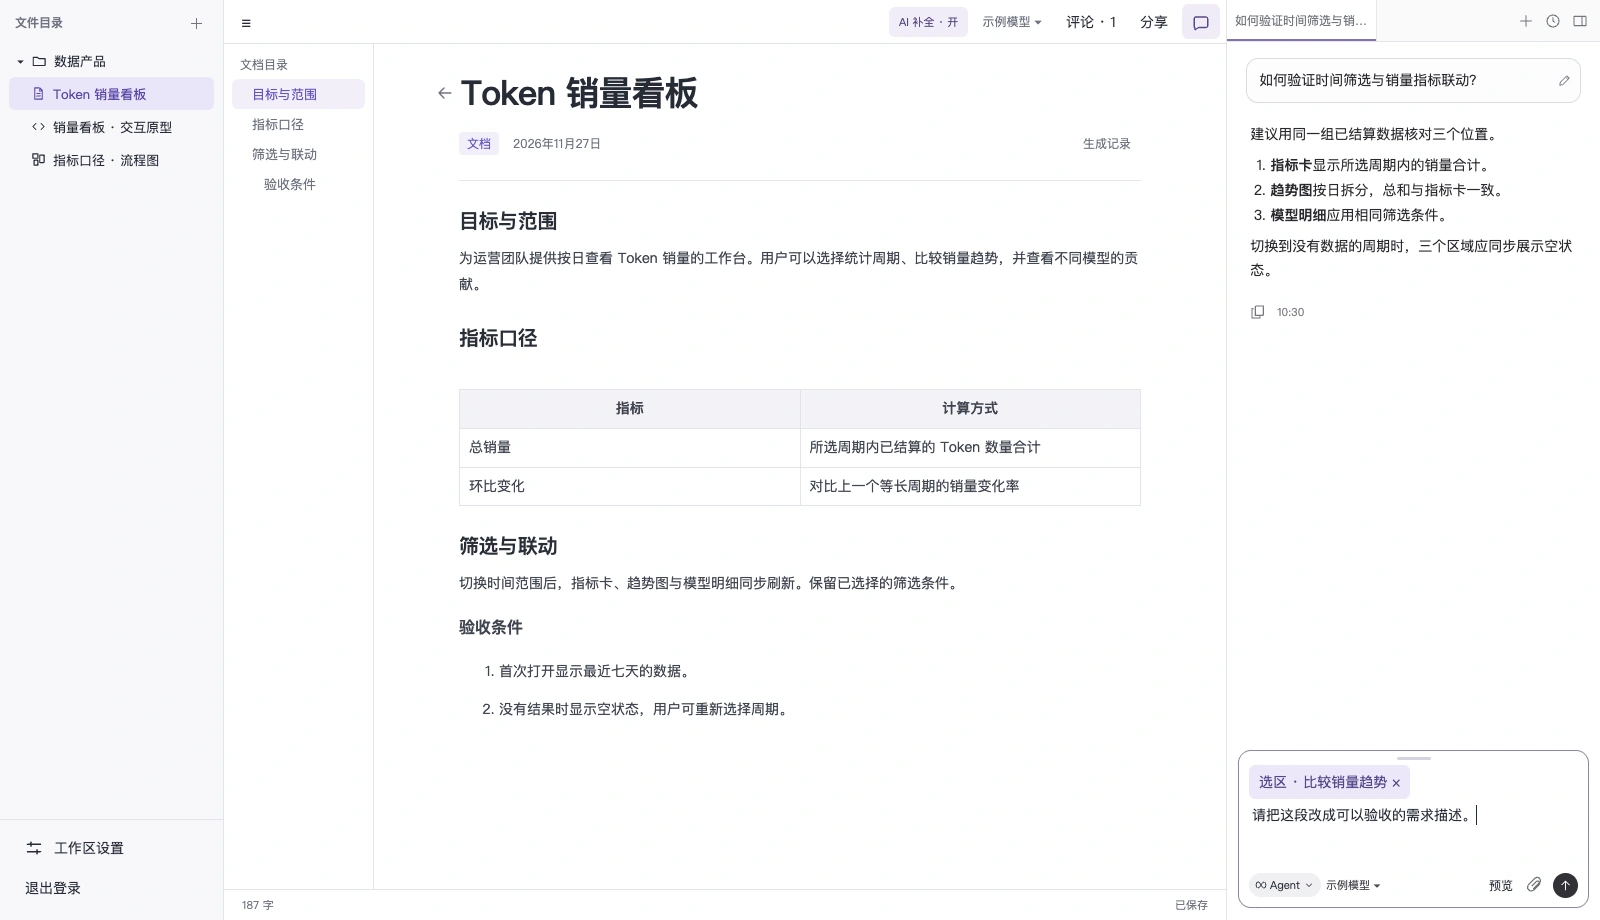 文件目录
数据产品
Token 销量看板
销量看板 · 交互原型
指标口径 · 流程图
工作区设置
退出登录
AI 补全 · 开
示例模型
评论 · 1
分享
文档目录
目标与范围
指标口径
筛选与联动
验收条件
Token 销量看板
文档
2026年11月27日
生成记录
目标与范围
为运营团队提供按日查看 Token 销量的工作台。用户可以选择统计周期、比较销量趋势，并查看不同模型的贡
献。
指标口径
指标
计算方式
总销量
所选周期内已结算的 Token 数量合计
环比变化
对比上一个等长周期的销量变化率
筛选与联动
切换时间范围后，指标卡、趋势图与模型明细同步刷新。保留已选择的筛选条件。
验收条件
1. 首次打开显示最近七天的数据。
2. 没有结果时显示空状态，用户可重新选择周期。
187 字
已保存
如何验证时间筛选与销...
如何验证时间筛选与销量指标联动?
建议用同一组已结算数据核对三个位置。
1. 指标卡显示所选周期内的销量合计。
2. 趋势图按日拆分，总和与指标卡一致。
3. 模型明细应用相同筛选条件。
切换到没有数据的周期时，三个区域应同步展示空状
态。
10:30
选区 · 比较销量趋势 ×
请把这段改成可以验收的需求描述。
Agent
示例模型
预览